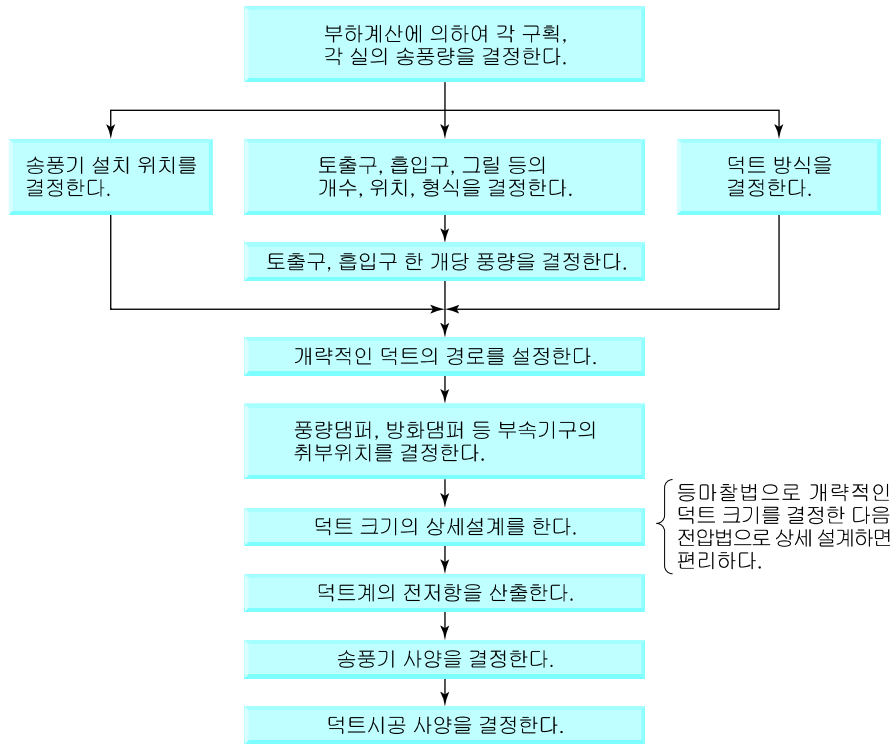 부하계산에 의하여 각 구획,
각 실의 송풍량을 결정한다.
송풍기 설치 위치를
결정한다.
토출구, 흡입구, 그릴 등의
개수, 위치, 형식을 결정한다.
덕트 방식을
결정한다.
토출구, 흡입구 한 개당 풍량을 결정한다.
개략적인 덕트의 경로를 설정한다.
풍량댐퍼, 방화댐퍼 등 부속기구의
취부위치를 결정한다.
덕트 크기의 상세설계를 한다.
등마찰법으로 개략적인
덕트 크기를 결정한 다음
전압법으로 상세 설계하면
편리하다.
덕트계의 전저항을 산출한다.
송풍기 사양을 결정한다.
덕트시공 사양을 결정한다.